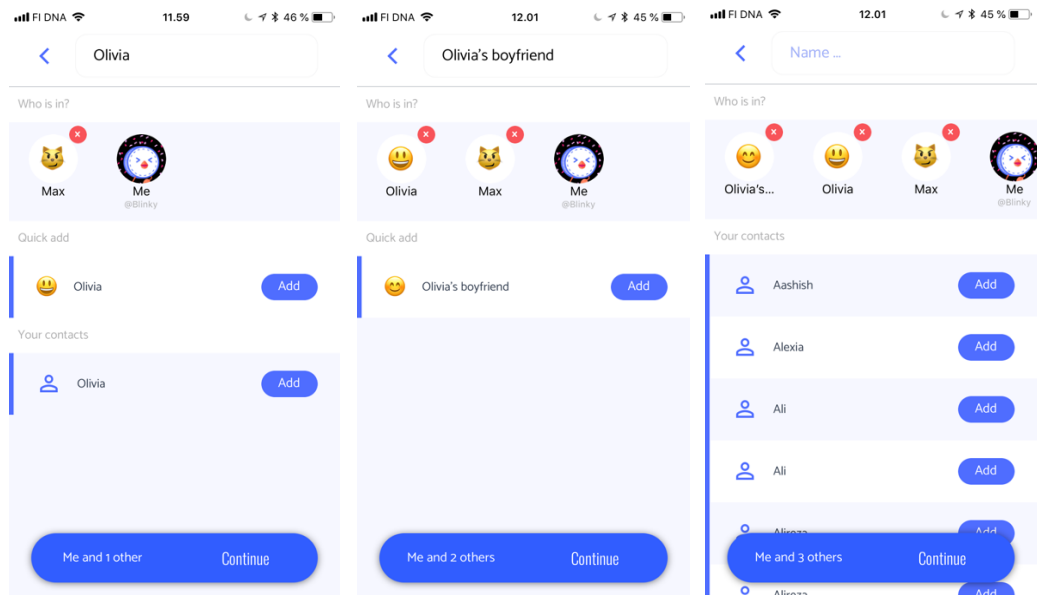 FI DNA 11.59 46 %
Olivia
Who is in?
x
Max Me
@Blinky
Quick add
Olivia Add
Your contacts
Olivia Add
Me and 1 other Continue
FI DNA 12.01 45 %
Olivia's boyfriend
Who is in?
x x
Olivia Max Me
@Blinky
Quick add
Olivia's boyfriend Add
Me and 2 others Continue
FI DNA 12.01 45 %
Name ...
Who is in?
x x x
Olivia's... Olivia Max Me
@Blinky
Your contacts
Aashish Add
Alexia Add
Ali Add
Ali Add
Alireza Add
Me and 3 others Continue
Alireza Add